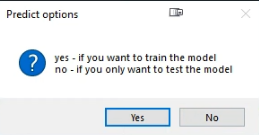 Predict options
yes - if you want to train the model
no - if you only want to test the model
Yes
No